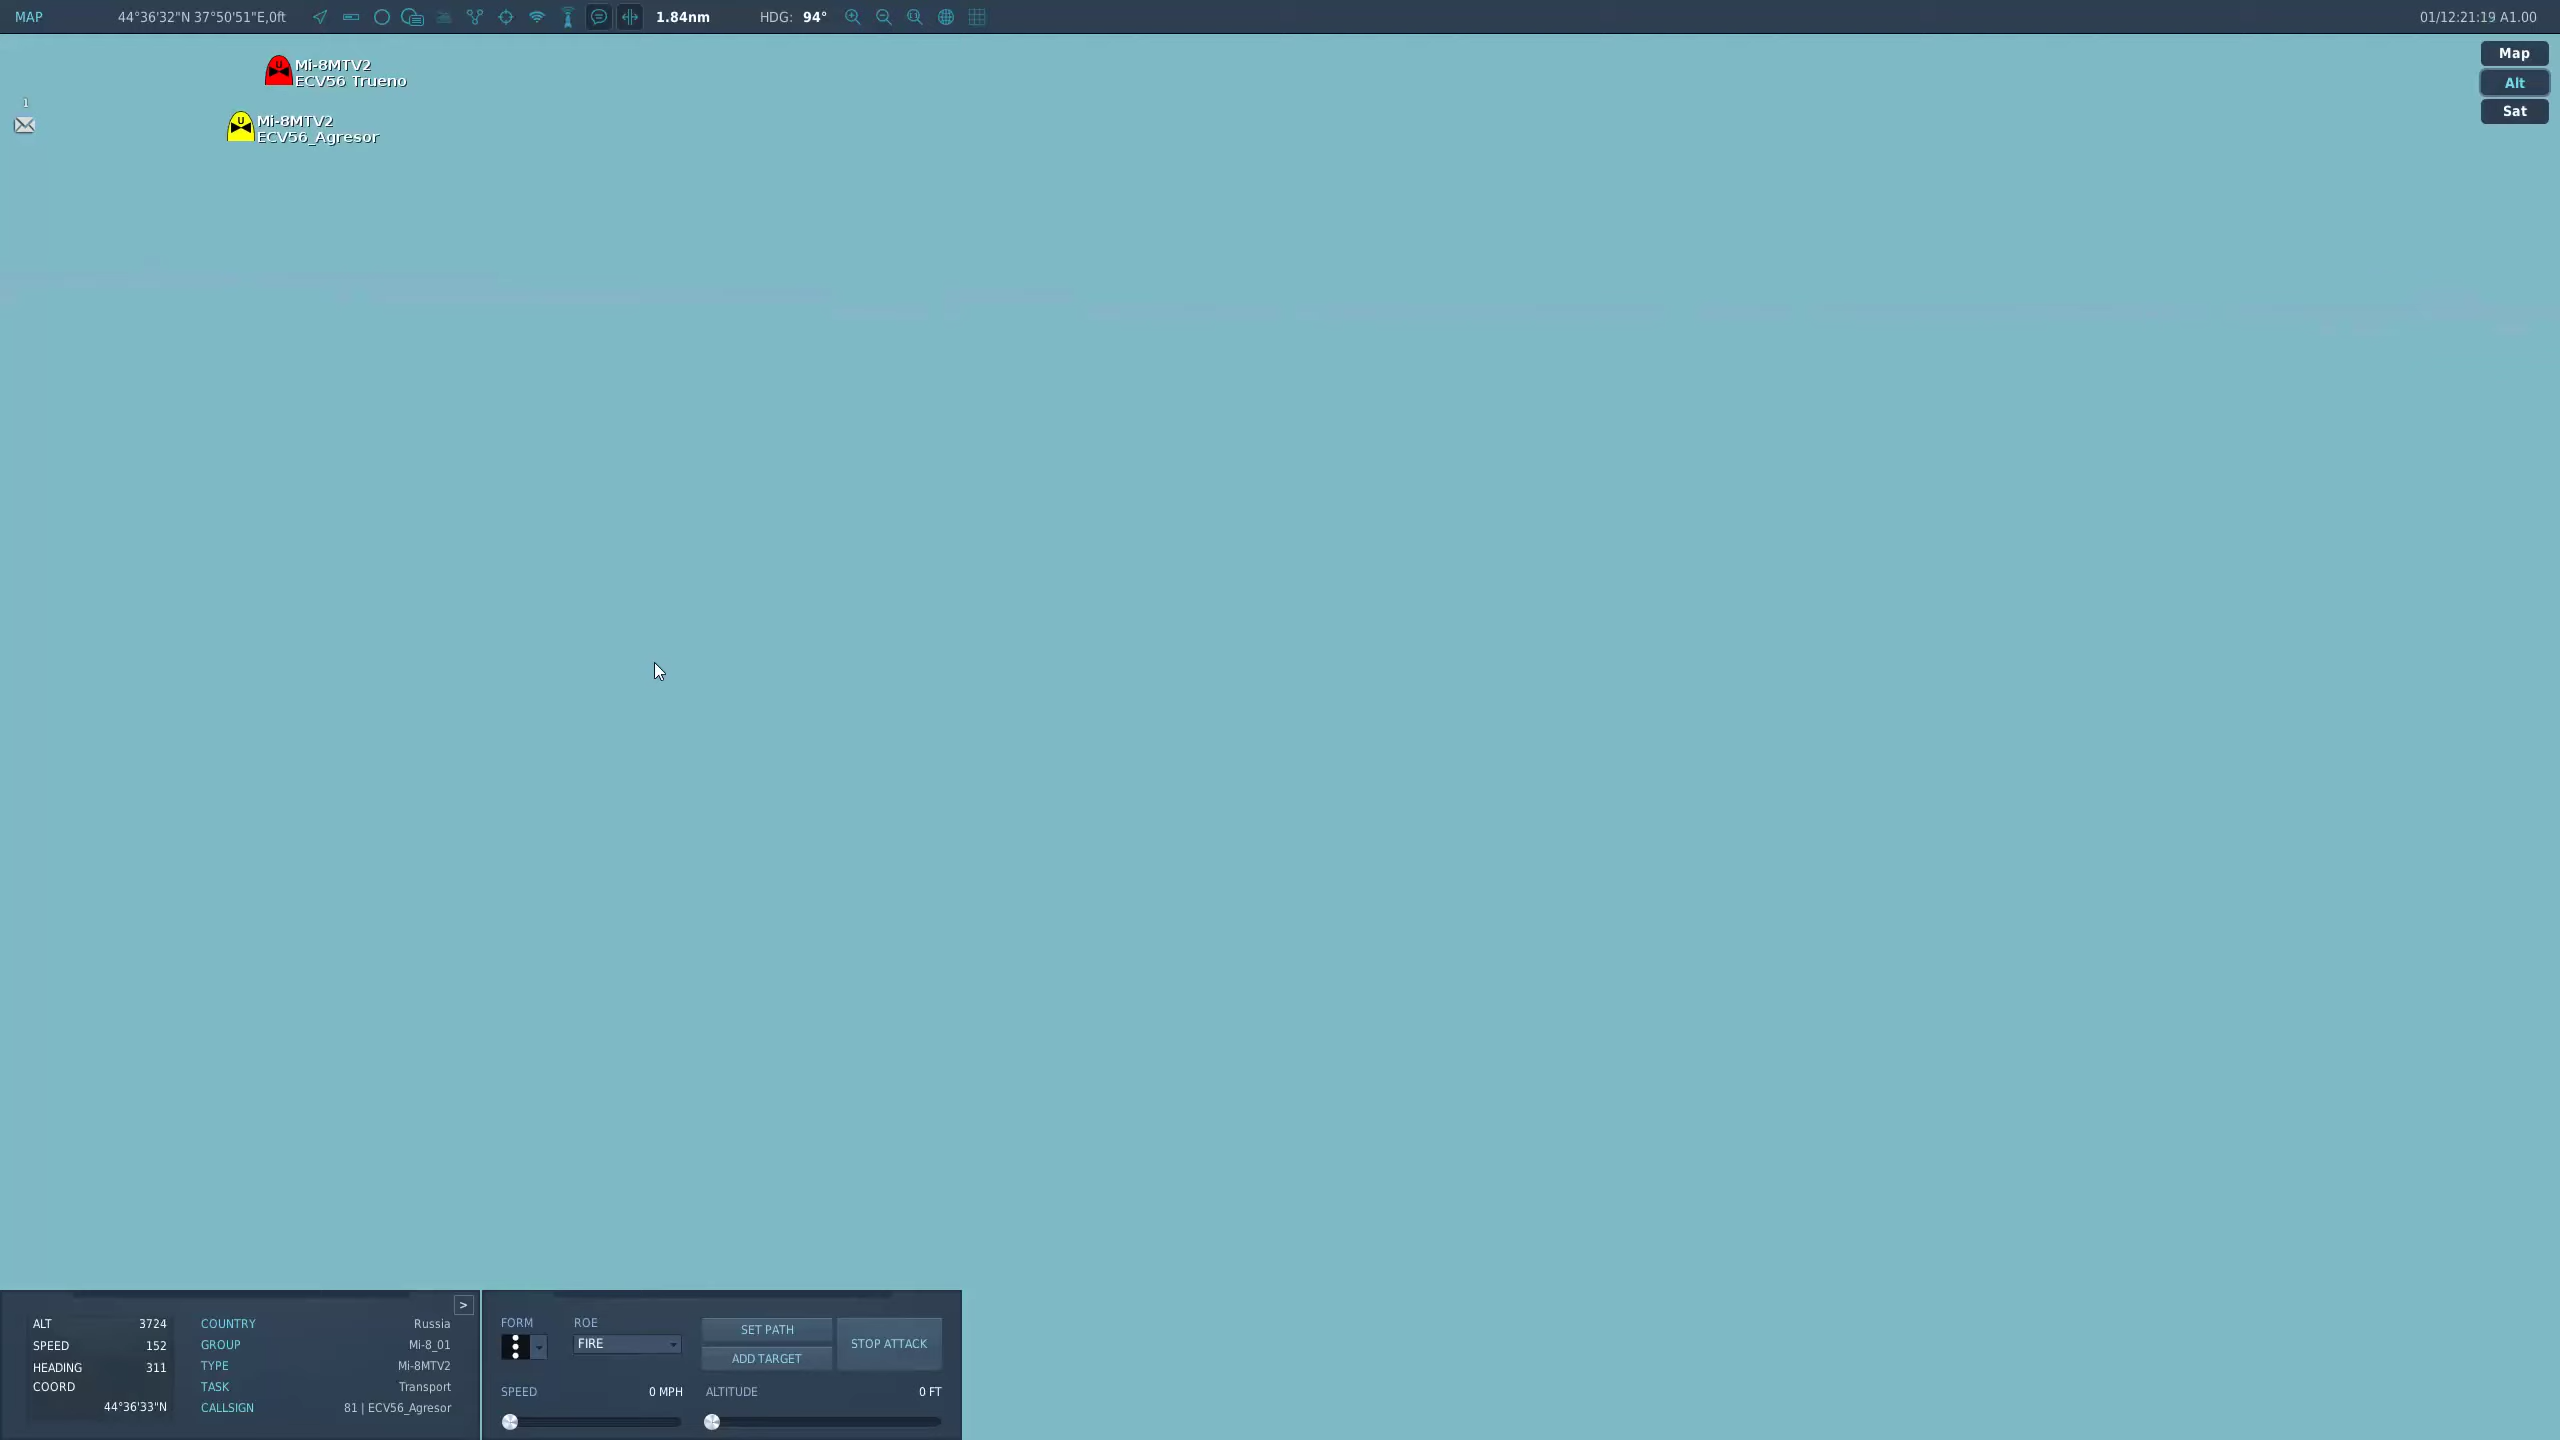 MAP 44°36'32"N 37°50'51"E,0ft 1.84nm HDG: 94° 01/12:21:19 A1.00
Map
Alt
Sat
Mi-8MTV2
ECV56 Trueno
1
U
Mi-8MTV2
ECV56_Agresor
>
ALT 3724
SPEED 152
HEADING 311
COORD
44°36'33"N
COUNTRY Russia
GROUP Mi-8_01
TYPE Mi-8MTV2
TASK Transport
CALLSIGN 81 | ECV56_Agresor
FORM ROE
FIRE
SET PATH
ADD TARGET
STOP ATTACK
SPEED 0 MPH
ALTITUDE 0 FT